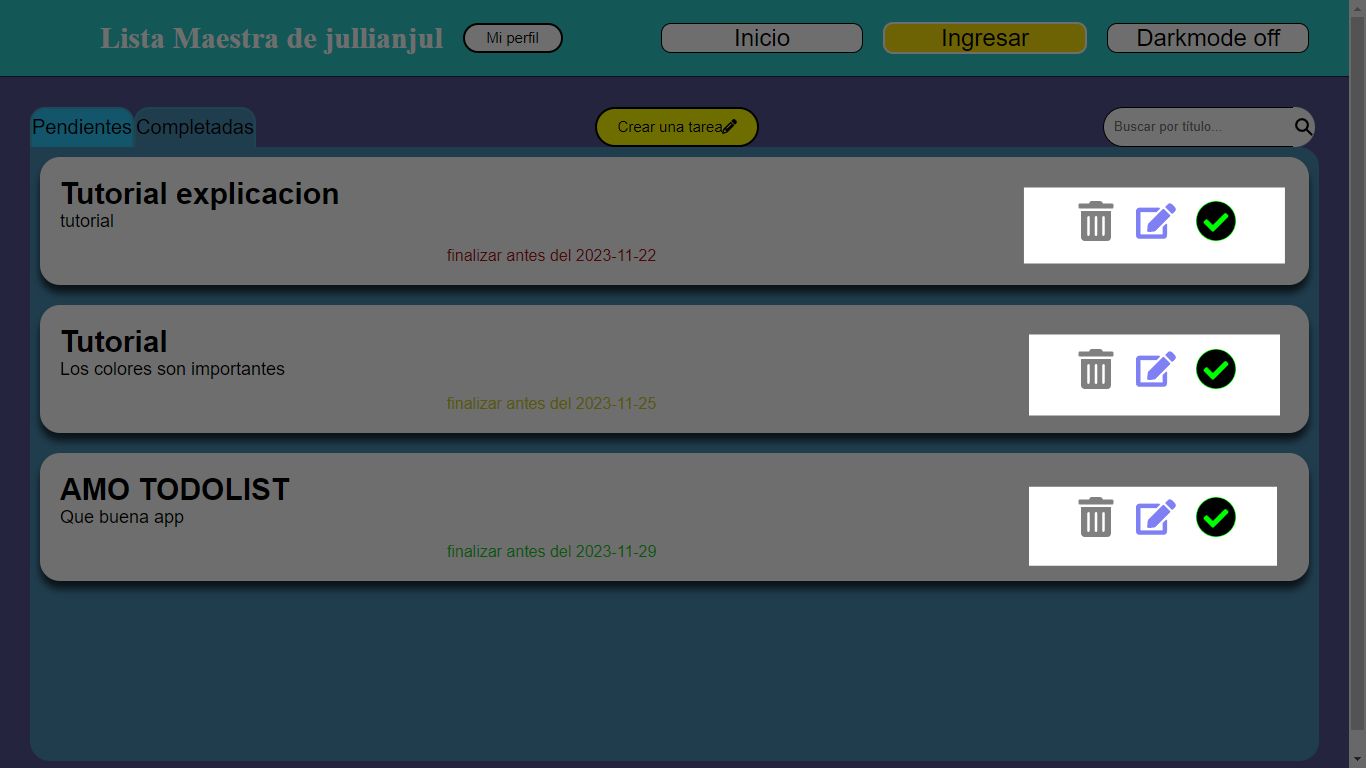 Lista Maestra de jullianjul
Mi perfil
Inicio
Ingresar
Darkmode off
Pendientes
Completadas
Crear una tarea
Buscar por título...
Tutorial explicacion
tutorial
finalizar antes del 2023-11-22
Tutorial
Los colores son importantes
finalizar antes del 2023-11-25
AMO TODOLIST
Que buena app
finalizar antes del 2023-11-29